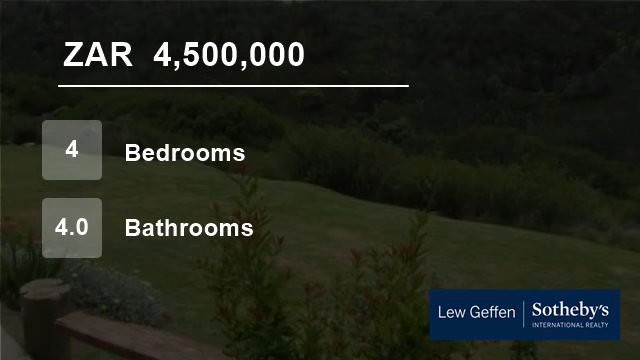 ZAR 4,500,000
4 Bedrooms
4.0 Bathrooms
Lew Geffen Sotheby's
INTERNATIONAL REALTY